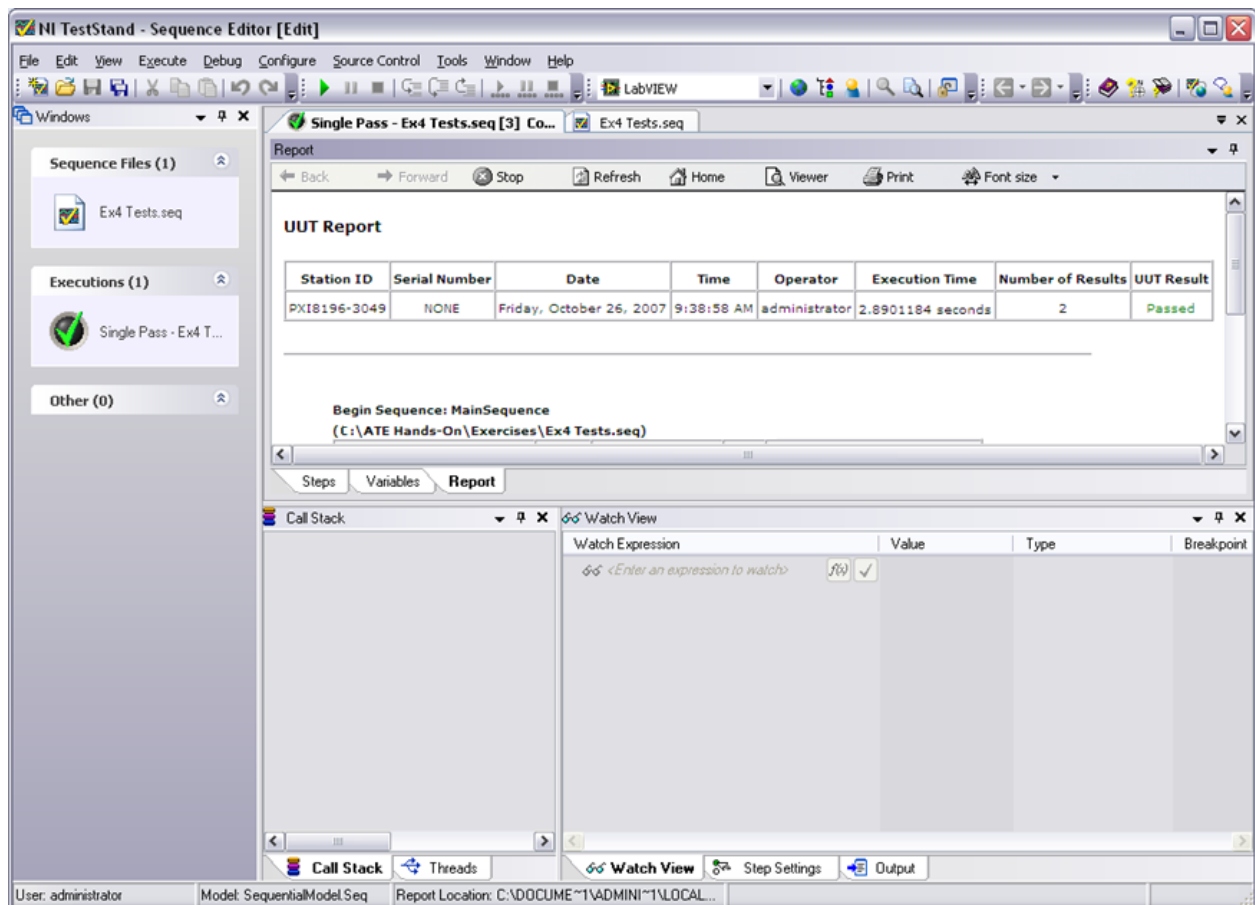 NI TestStand - Sequence Editor [Edit]
File Edit View Execute Debug Configure Source Control Tools Window Help
LabVIEW
Windows
Sequence Files (1)
Ex4 Tests.seq
Executions (1)
Single Pass - Ex4 T...
Other (0)
Single Pass - Ex4 Tests.seq [3] Co... Ex4 Tests.seq
Report
Back Forward Stop Refresh Home Viewer Print Font size
UUT Report
Station ID Serial Number Date Time Operator Execution Time Number of Results UUT Result
PXI8196-3049 NONE Friday, October 26, 2007 9:38:58 AM administrator 2.8901184 seconds 2 Passed
Begin Sequence: MainSequence
(C:\ATE Hands-On\Exercises\Ex4 Tests.seq)
Steps Variables Report
Call Stack
Watch View
Watch Expression Value Type Breakpoint
<Enter an expression to watch> f(x)
Call Stack Threads
Watch View Step Settings Output
User: administrator Model: SequentialModel.Seq Report Location: C:\DOCUME~1\ADMINI~1\LOCAL...